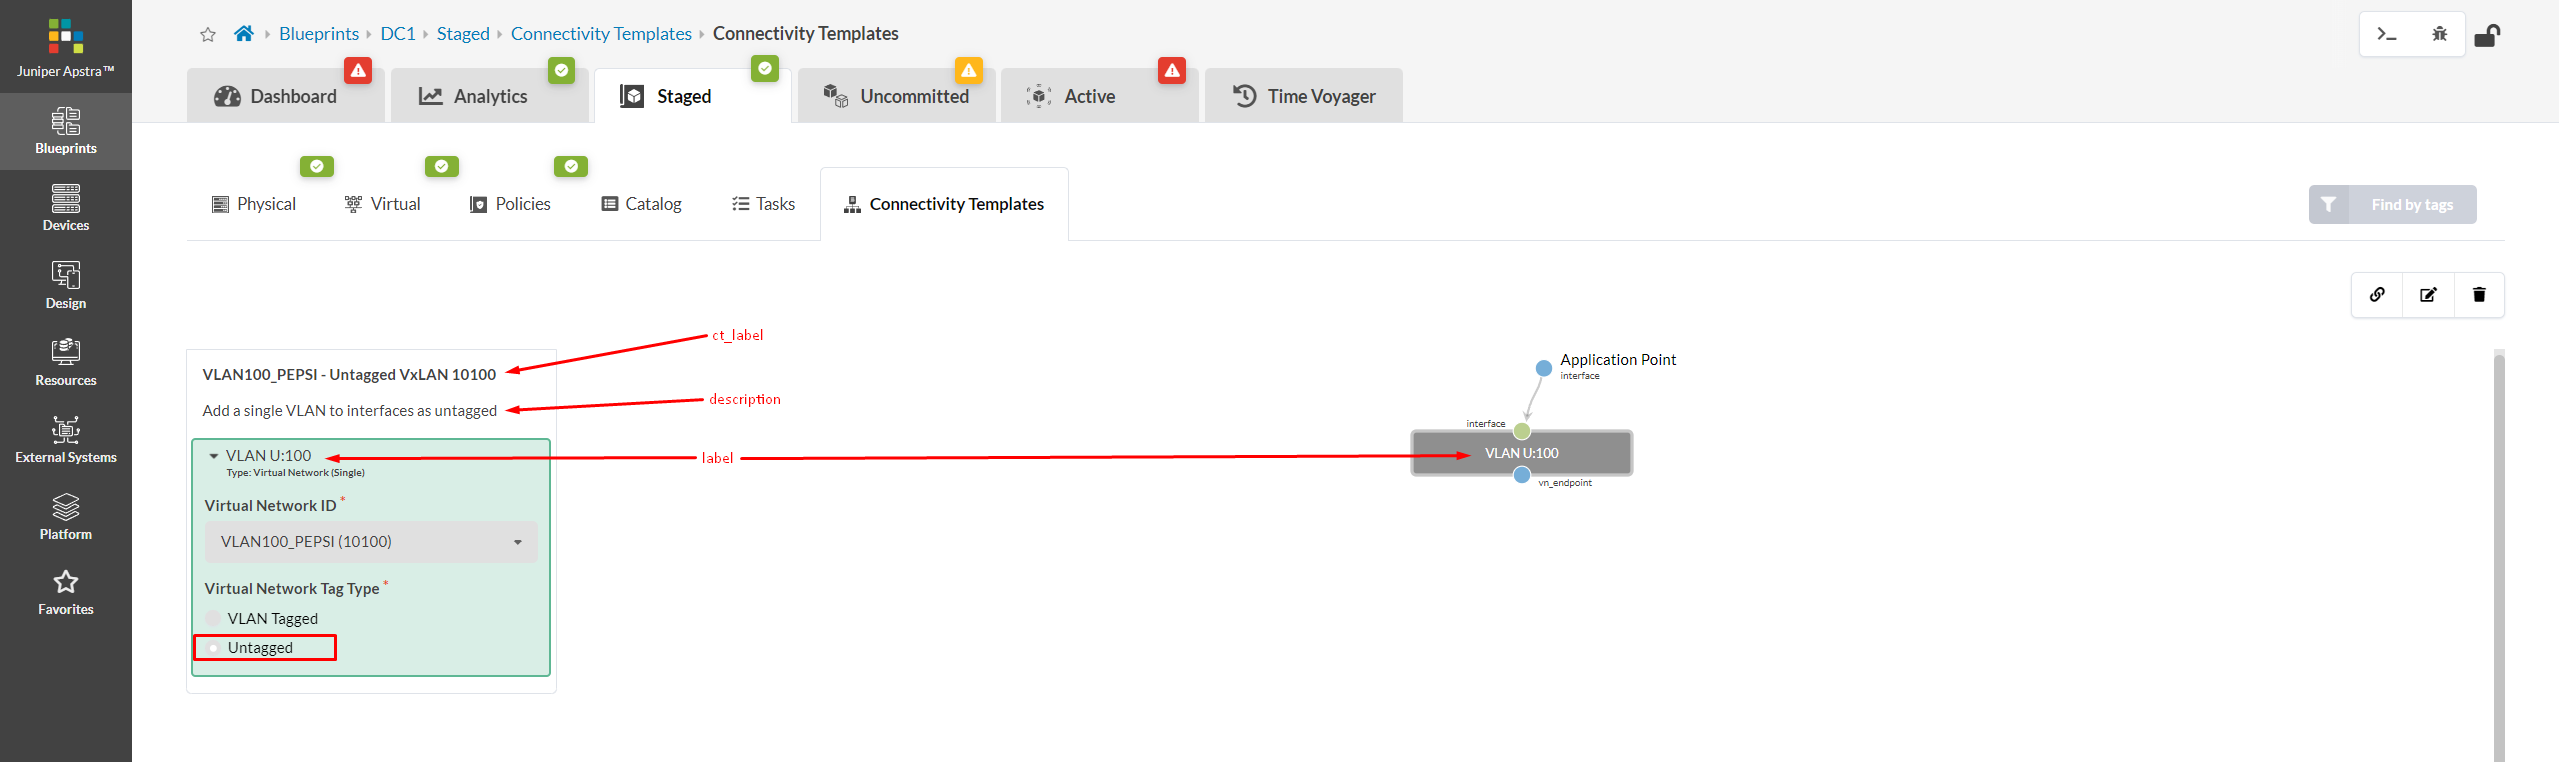 Juniper Apstra™
Blueprints
Devices
Design
Resources
External Systems
Platform
Favorites
Blueprints DC1 Staged Connectivity Templates Connectivity Templates
Dashboard Analytics Staged Uncommitted Active Time Voyager
Physical Virtual Policies Catalog Tasks Connectivity Templates Find by tags
ct_label
VLAN100_PEPSI - Untagged VxLAN 10100
description
Add a single VLAN to interfaces as untagged
label
VLAN U:100
Type: Virtual Network (Single)
Virtual Network ID *
VLAN100_PEPSI (10100)
Virtual Network Tag Type *
VLAN Tagged
Untagged
Application Point
interface
interface
VLAN U:100
vn_endpoint